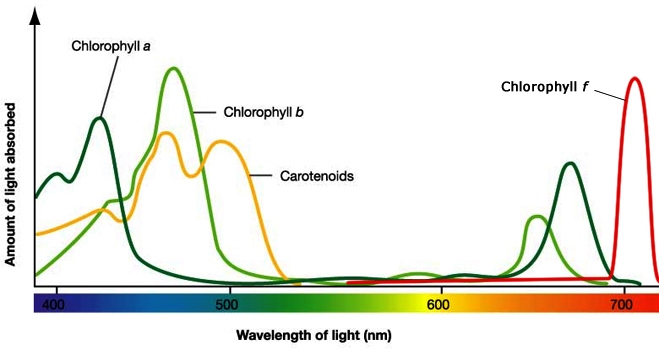 Chlorophyll a
Chlorophyll f
Chlorophyll b
Carotenoids
Amount of light absorbed
400 500 600 700
Wavelength of light (nm)